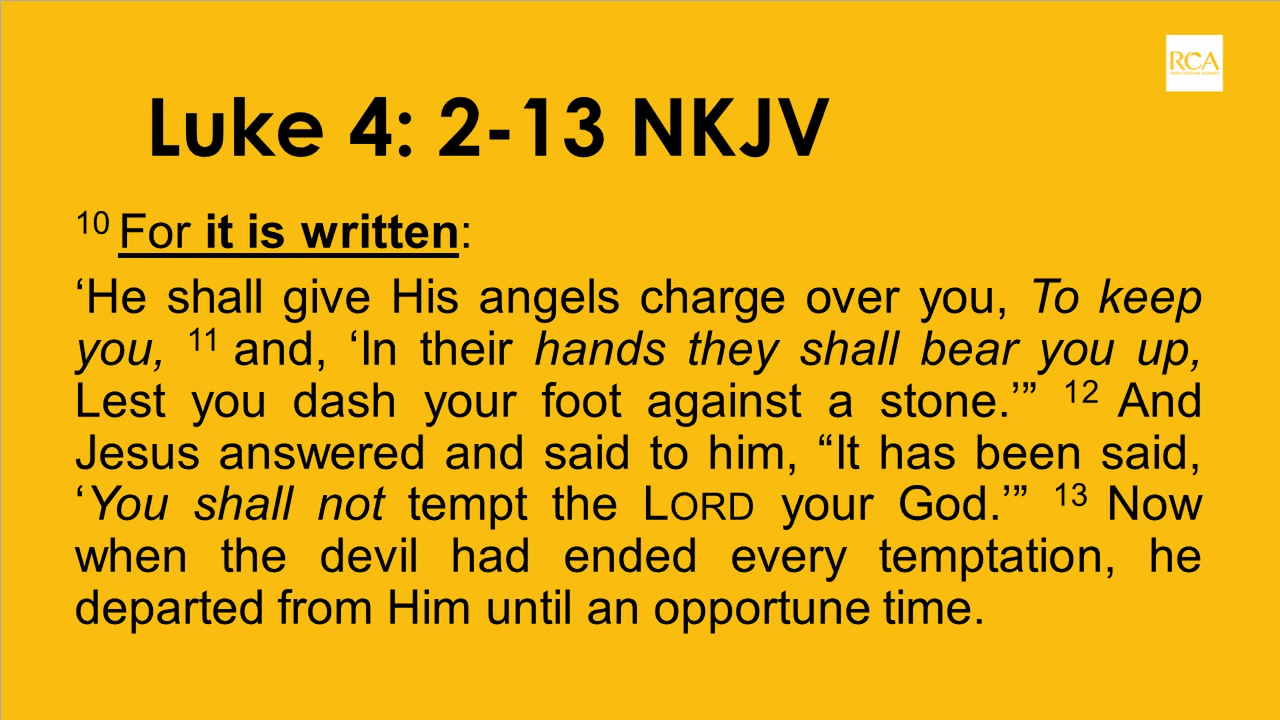 RCA
Luke 4: 2-13 NKJV
10 For it is written:
‘He shall give His angels charge over you, To keep
you, 11 and, ‘In their hands they shall bear you up,
Lest you dash your foot against a stone.’” 12 And
Jesus answered and said to him, “It has been said,
‘You shall not tempt the LORD your God.’” 13 Now
when the devil had ended every temptation, he
departed from Him until an opportune time.